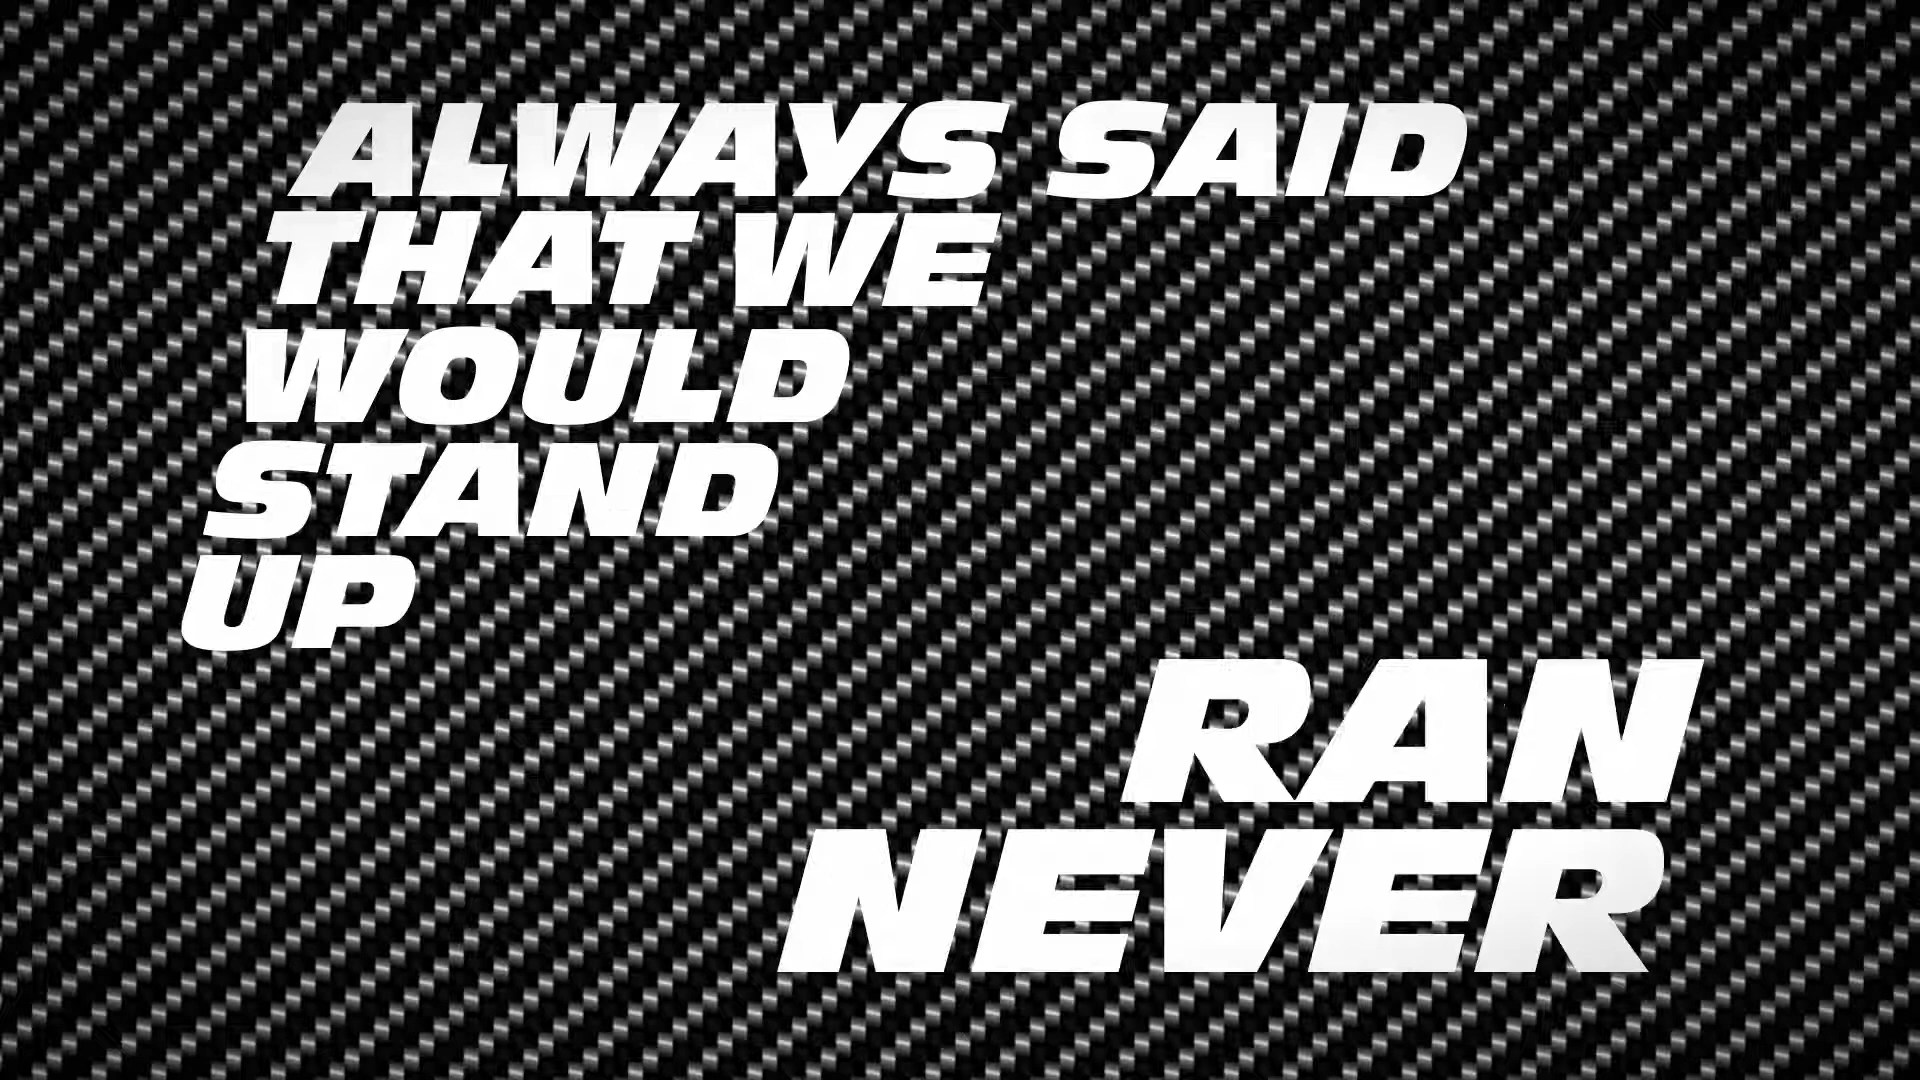 ALWAYS SAID
THAT WE
WOULD
STAND
UP
RAN
NEVER